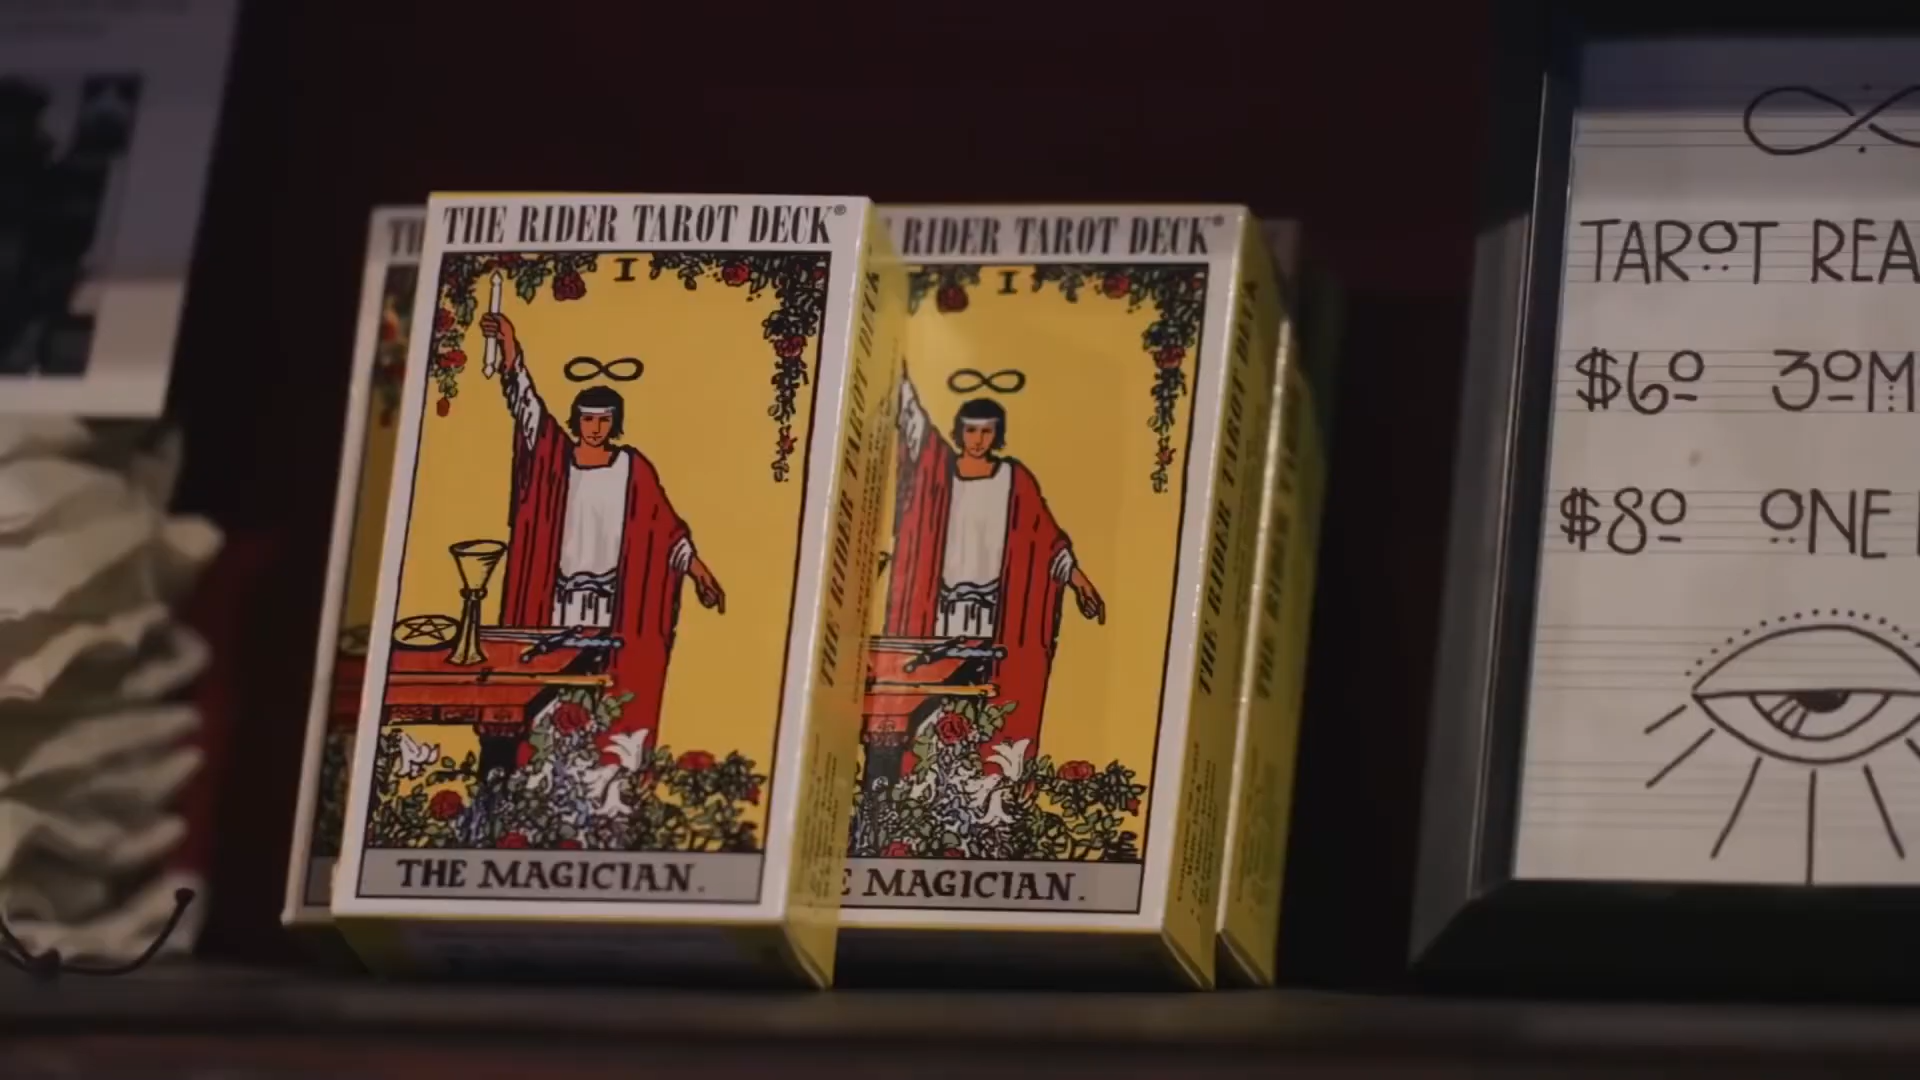 THE RIDER TAROT DECK®
I
THE MAGICIAN.
THE RIDER TAROT DECK
RIDER TAROT DECK®
I
MAGICIAN.
THE RIDER TAROT DECK
TAROT REA
$60 30M
$80 ONE